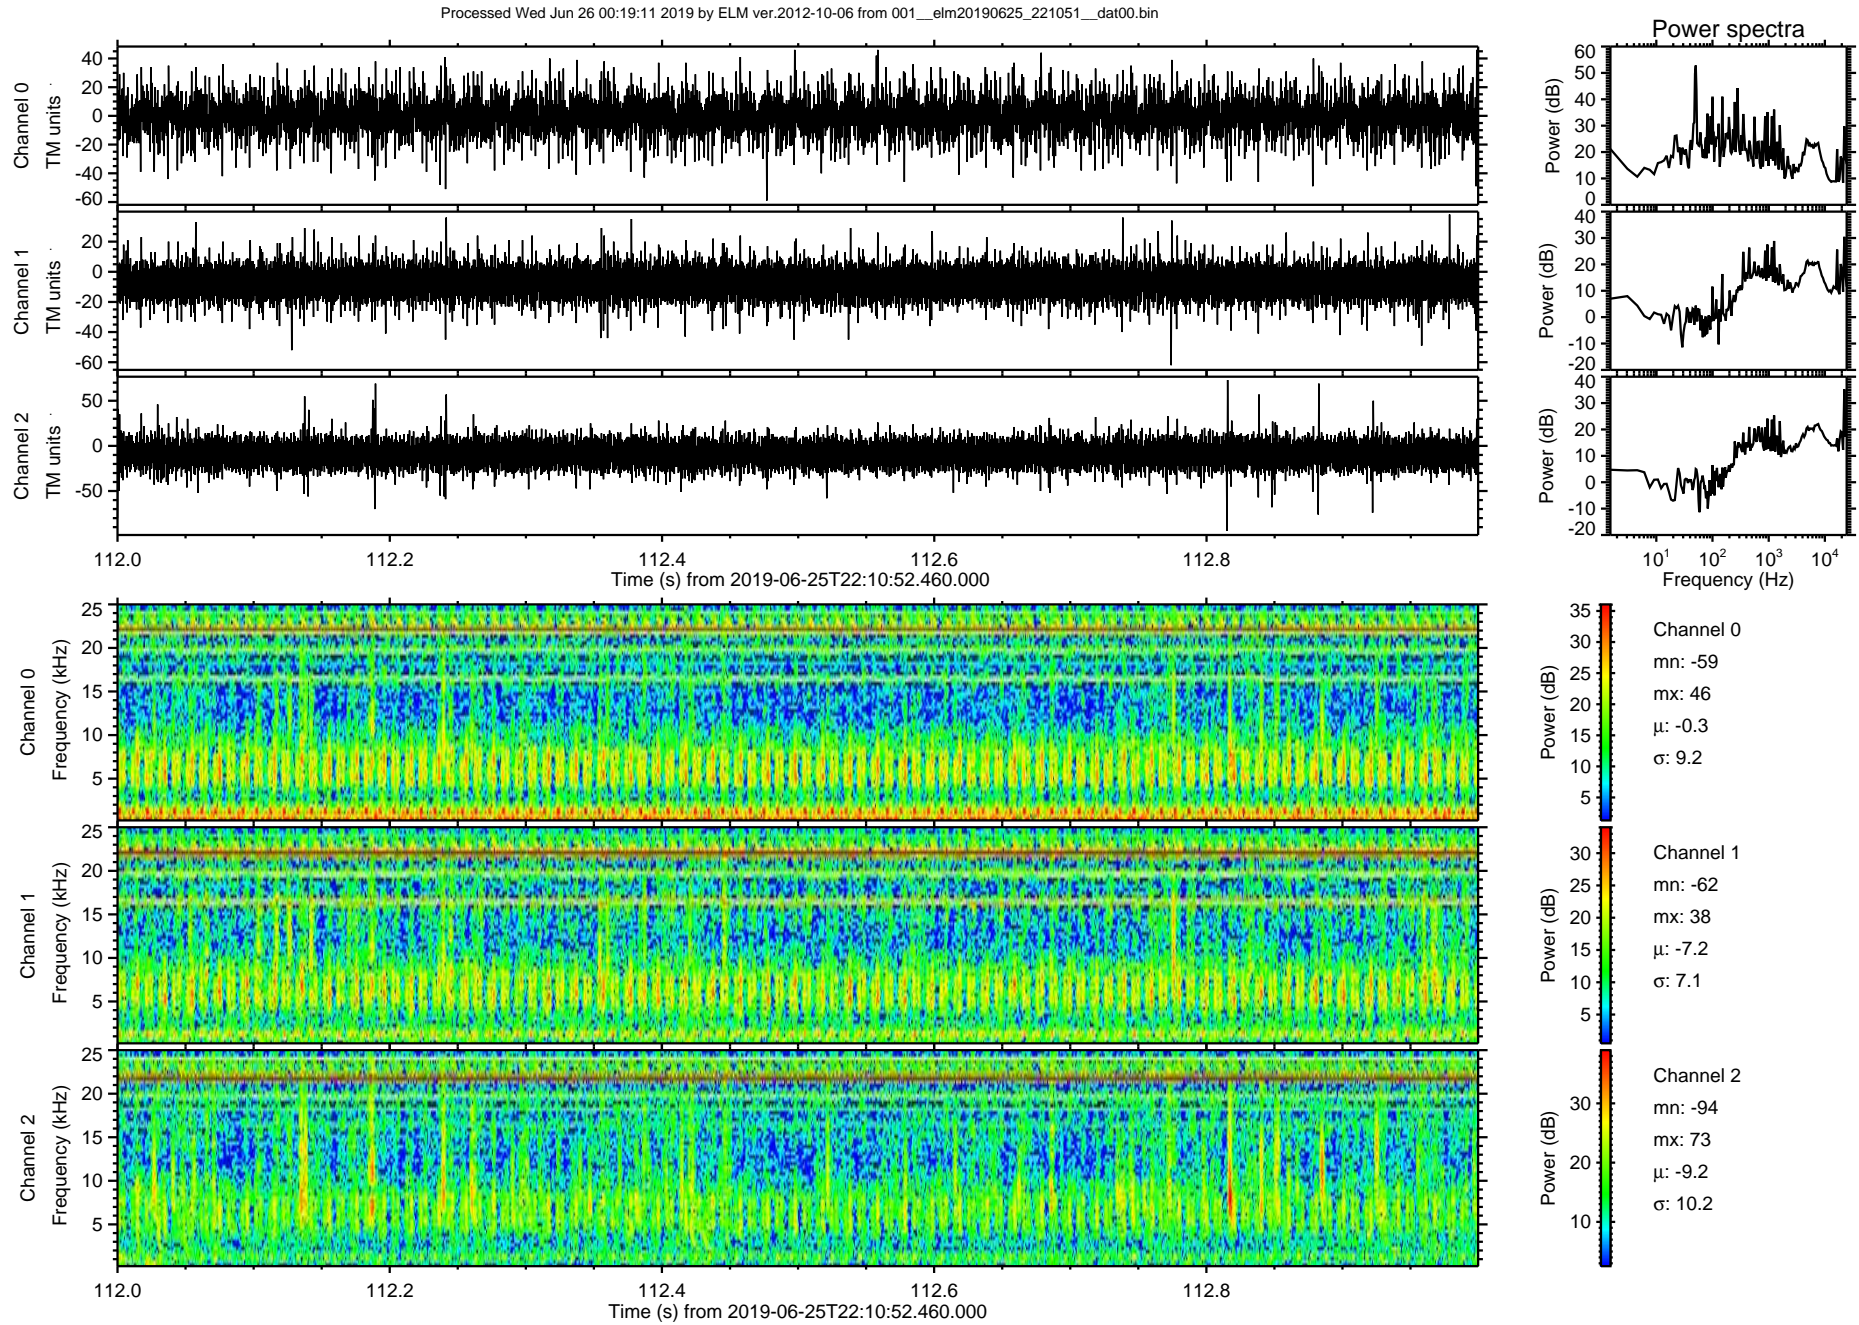 Processed Wed Jun 26 00:19:11 2019 by ELM ver.2012-10-06 from 001__elm20190625_221051__dat00.bin
Power spectra
Channel 0
TM units
40
20
0
-20
-40
-60
Power (dB)
60
50
40
30
20
10
0
Channel 1
TM units
20
0
-20
-40
-60
Power (dB)
40
30
20
10
0
-10
-20
Channel 2
TM units
50
0
-50
Power (dB)
40
30
20
10
0
-10
-20
112.0 112.2 112.4 112.6 112.8
Time (s) from 2019-06-25T22:10:52.460.000
10¹ 10² 10³ 10⁴
Frequency (Hz)
Channel 0
Frequency (kHz)
25
20
15
10
5
Power (dB)
35
30
25
20
15
10
5
Channel 0
mn: -59
mx: 46
μ: -0.3
σ: 9.2
Channel 1
Frequency (kHz)
25
20
15
10
5
Power (dB)
30
25
20
15
10
5
Channel 1
mn: -62
mx: 38
μ: -7.2
σ: 7.1
Channel 2
Frequency (kHz)
25
20
15
10
5
Power (dB)
30
20
10
Channel 2
mn: -94
mx: 73
μ: -9.2
σ: 10.2
112.0 112.2 112.4 112.6 112.8
Time (s) from 2019-06-25T22:10:52.460.000